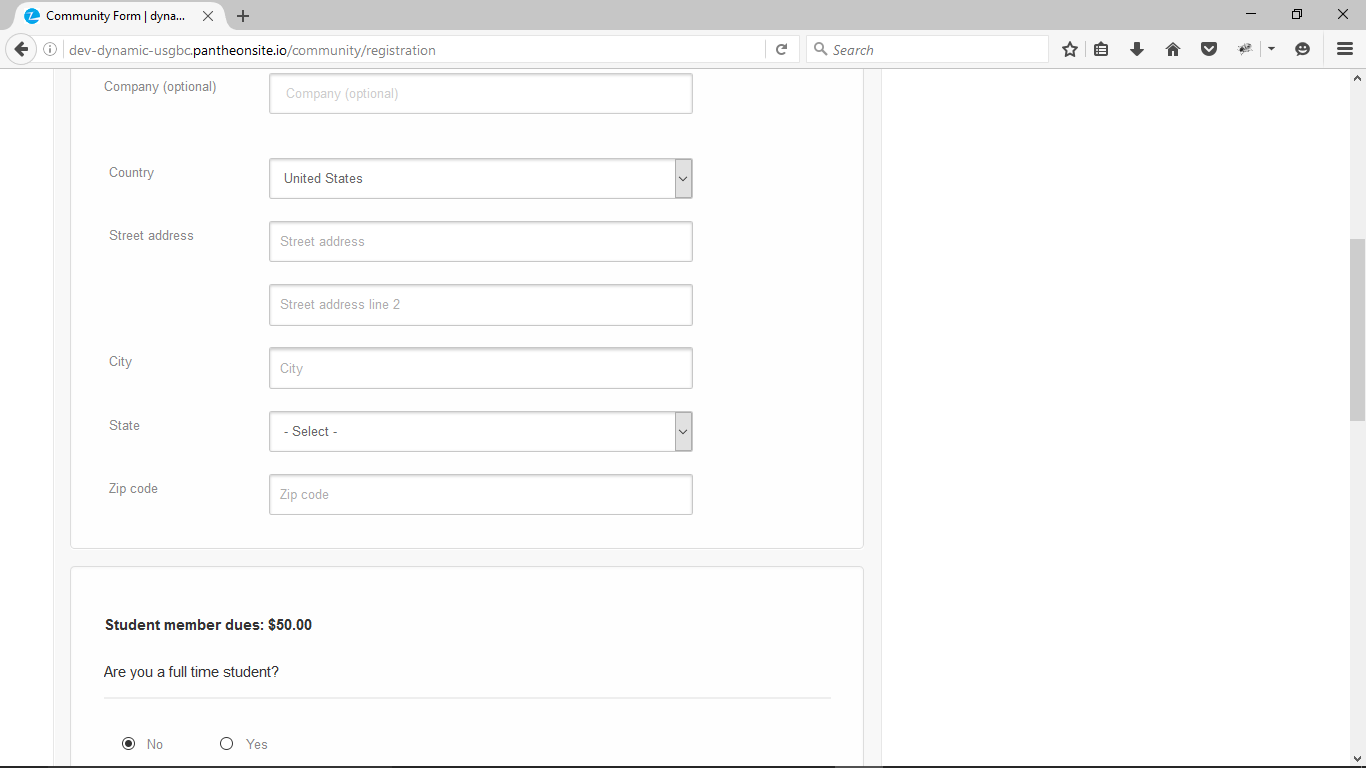 Community Form | dyna...
dev-dynamic-usgbc.pantheonsite.io/community/registration
Search
Company (optional)
Company (optional)
Country
United States
Street address
Street address
Street address line 2
City
City
State
- Select -
Zip code
Zip code
Student member dues: $50.00
Are you a full time student?
No
Yes